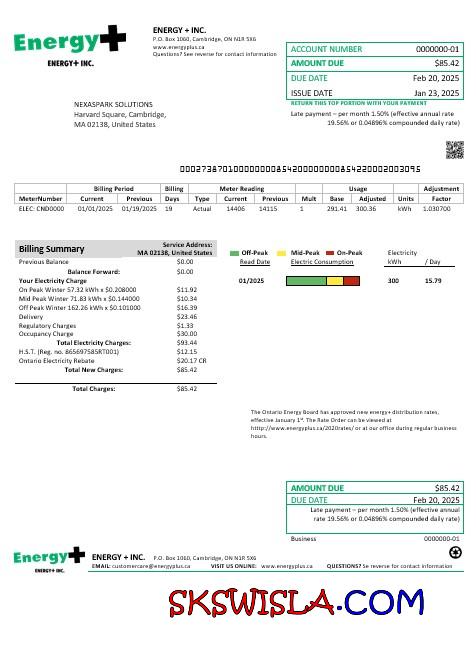 Energy+
ENERGY+ INC.
ENERGY + INC.
P.O. Box 1060, Cambridge, ON N1R 5X6
www.energyplus.ca
Questions? See reverse for contact information
ACCOUNT NUMBER 0000000-01
AMOUNT DUE $85.42
DUE DATE Feb 20, 2025
ISSUE DATE Jan 23, 2025
RETURN THIS TOP PORTION WITH YOUR PAYMENT
Late payment – per month 1.50% (effective annual rate
19.56% or 0.04896% compounded daily rate)
NEXASPARK SOLUTIONS
Harvard Square, Cambridge,
MA 02138, United States
Billing Period Billing Meter Reading Usage Adjustment
MeterNumber Current Previous Days Type Current Previous Mult Base Adjusted Units Factor
ELEC: CND0000 01/01/2025 01/19/2025 19 Actual 14406 14115 1 291.41 300.36 kWh 1.030700
Billing Summary Service Address:
MA 02138, United States
Previous Balance $0.00
Balance Forward: $0.00
Your Electricity Charge
On Peak Winter 57.32 kWh x $0.208000 $11.92
Mid Peak Winter 71.83 kWh x $0.144000 $10.34
Off Peak Winter 162.26 kWh x $0.101000 $16.39
Delivery $23.46
Regulatory Charges $1.33
Occupancy Charge $30.00
Total Electricity Charges: $93.44
H.S.T. (Reg. no. 865697585RT001) $12.15
Ontario Electricity Rebate $20.17 CR
Total New Charges: $85.42
Total Charges: $85.42
Off-Peak Mid-Peak On-Peak Electricity
Read Date Electric Consumption kWh / Day
01/2025 300 15.79
The Ontario Energy Board has approved new energy+ distribution rates,
effective January 1st. The Rate Order can be viewed at
http://www.energyplus.ca/2020rates/ or at our office during regular business
hours.
AMOUNT DUE $85.42
DUE DATE Feb 20, 2025
Late payment – per month 1.50% (effective annual
rate 19.56% or 0.04896% compounded daily rate)
Business 0000000-01
Energy+
ENERGY+ INC.
ENERGY + INC. P.O. Box 1060, Cambridge, ON N1R 5X6
EMAIL: customercare@energyplus.ca VISIT US ONLINE: www.energyplus.ca QUESTIONS? See reverse for contact information
SKSWISLA.COM